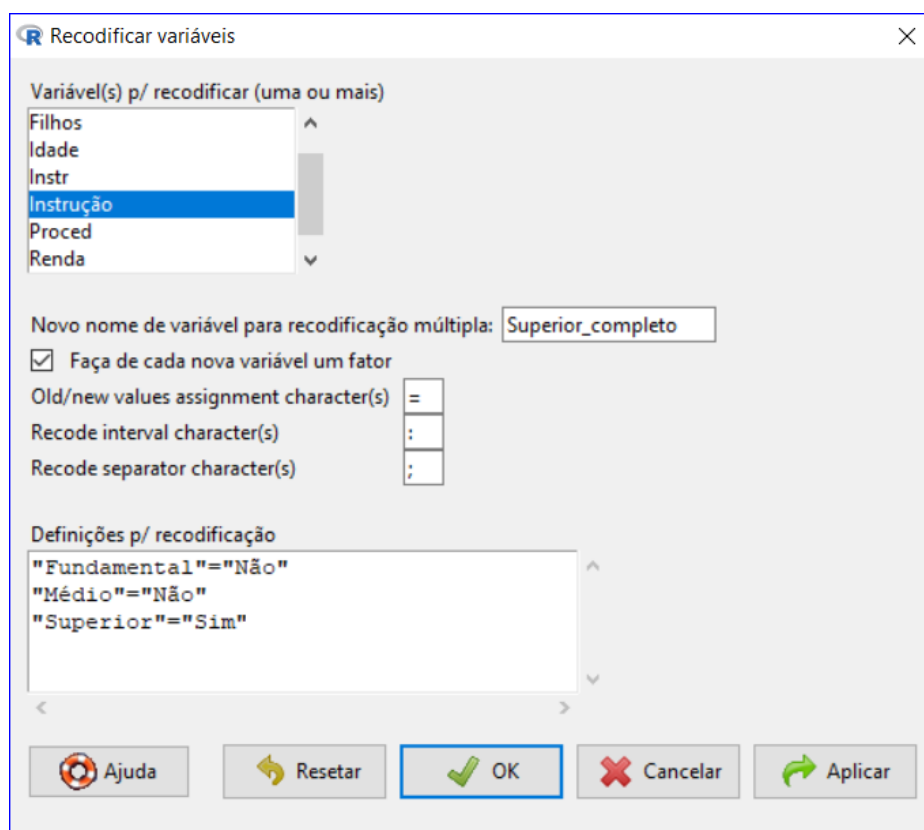 Recodificar variáveis
Variável(s) p/ recodificar (uma ou mais)
Filhos
Idade
Instr
Instrução
Proced
Renda
Novo nome de variável para recodificação múltipla: Superior_completo
Faça de cada nova variável um fator
Old/new values assignment character(s) =
Recode interval character(s) :
Recode separator character(s) ;
Definições p/ recodificação
"Fundamental"="Não"
"Médio"="Não"
"Superior"="Sim"
Ajuda Resetar OK Cancelar Aplicar